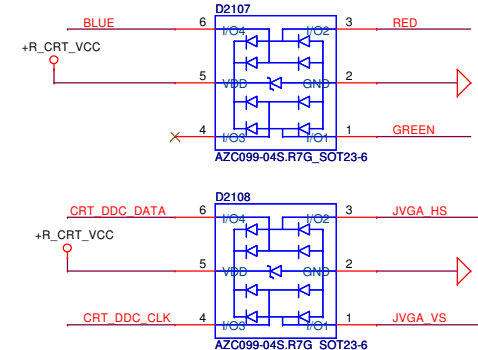 D2107
BLUE 6 I/O4 I/O2 3 RED
+R_CRT_VCC
5 VDD GND 2
4 I/O3 I/O1 1 GREEN
AZC099-04S.R7G_SOT23-6
D2108
CRT_DDC_DATA 6 I/O4 I/O2 3 JVGA_HS
+R_CRT_VCC
5 VDD GND 2
CRT_DDC_CLK 4 I/O3 I/O1 1 JVGA_VS
AZC099-04S.R7G_SOT23-6